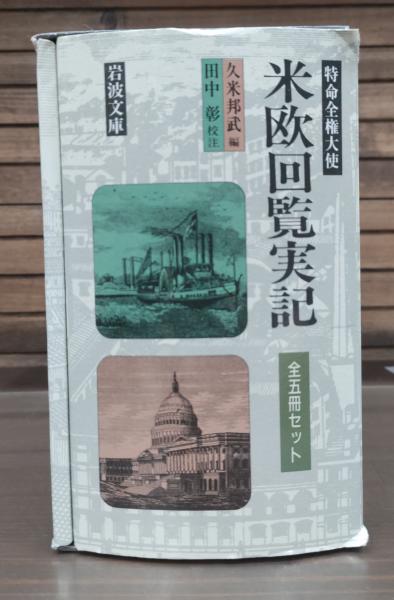 特命全権大使
米欧回覧実記
久米邦武 編
田中 彰 校注
岩波文庫
全五冊セット